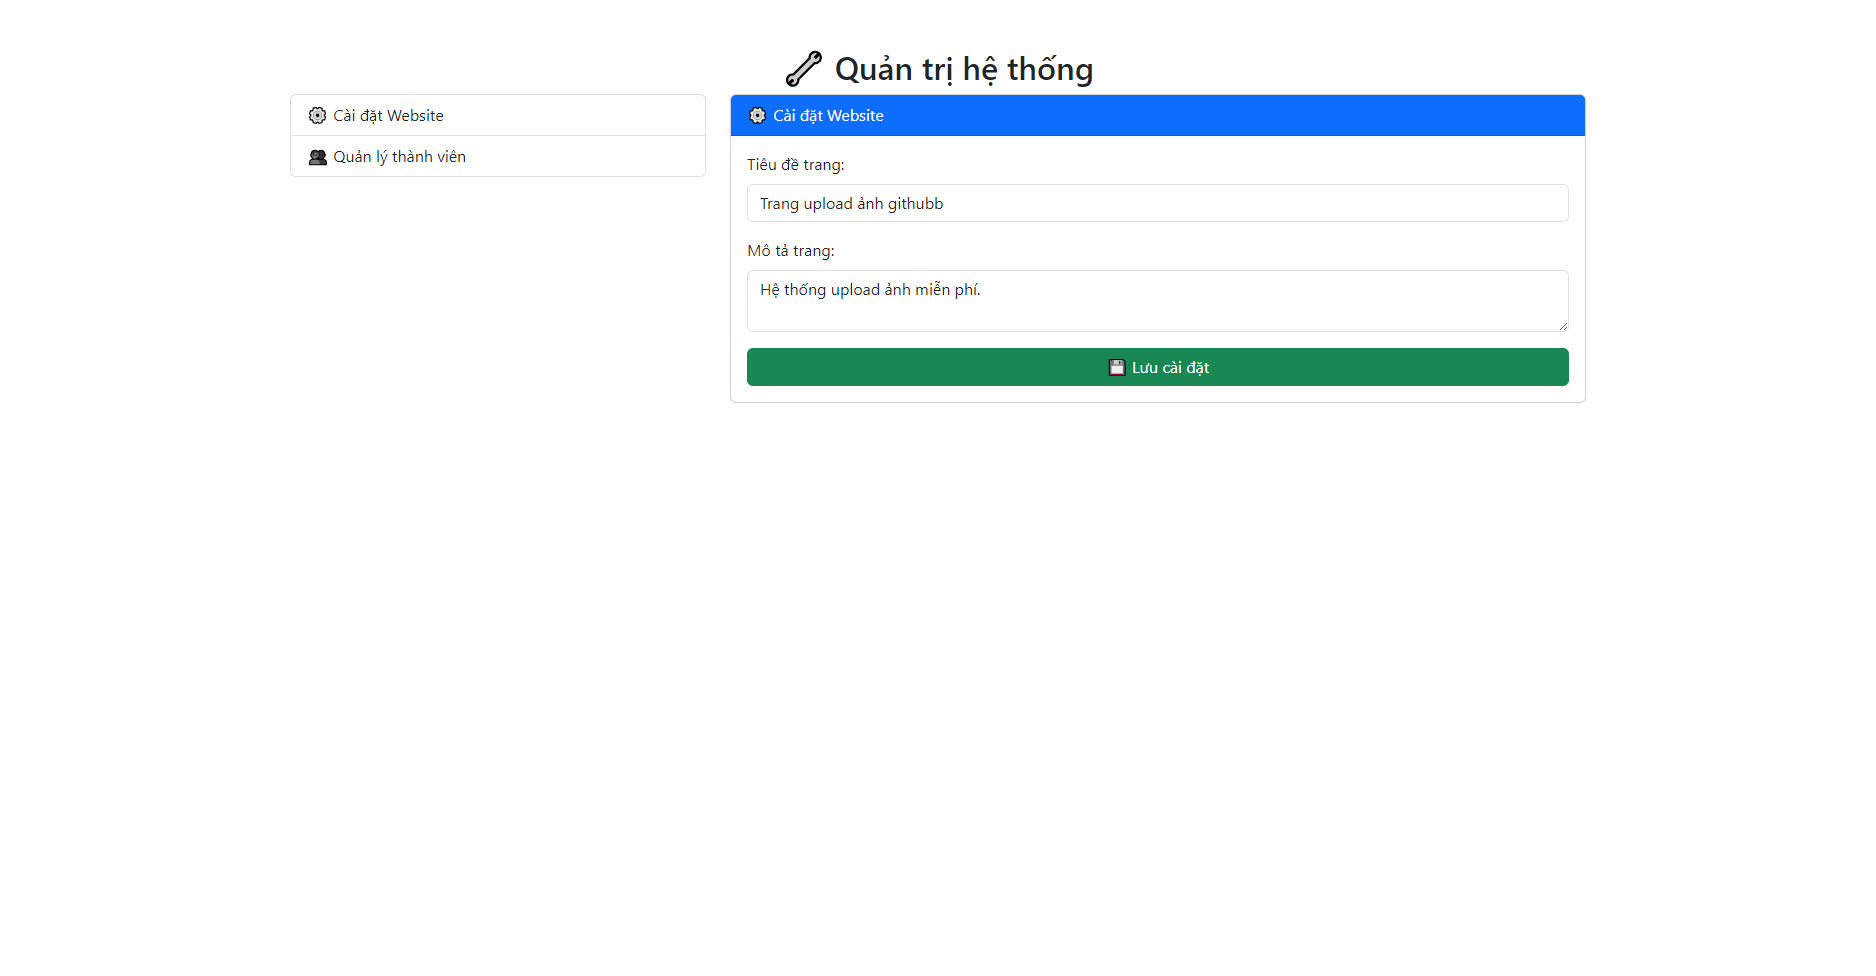 Quản trị hệ thống
Cài đặt Website
Quản lý thành viên
Cài đặt Website
Tiêu đề trang:
Trang upload ảnh githubb
Mô tả trang:
Hệ thống upload ảnh miễn phí.
Lưu cài đặt